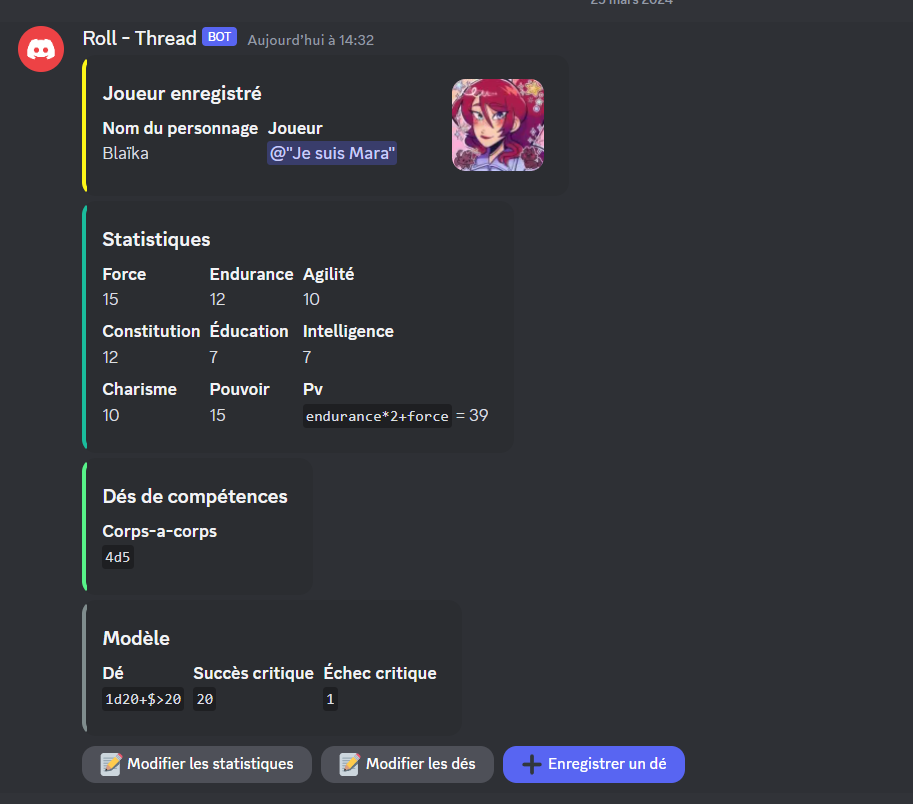 25 mars 2024
Roll - Thread BOT Aujourd'hui à 14:32
Joueur enregistré
Nom du personnage Joueur
Blaïka @"Je suis Mara"
Statistiques
Force Endurance Agilité
15 12 10
Constitution Éducation Intelligence
12 7 7
Charisme Pouvoir Pv
10 15 endurance*2+force = 39
Dés de compétences
Corps-a-corps
4d5
Modèle
Dé Succès critique Échec critique
1d20+$>20 20 1
Modifier les statistiques Modifier les dés Enregistrer un dé